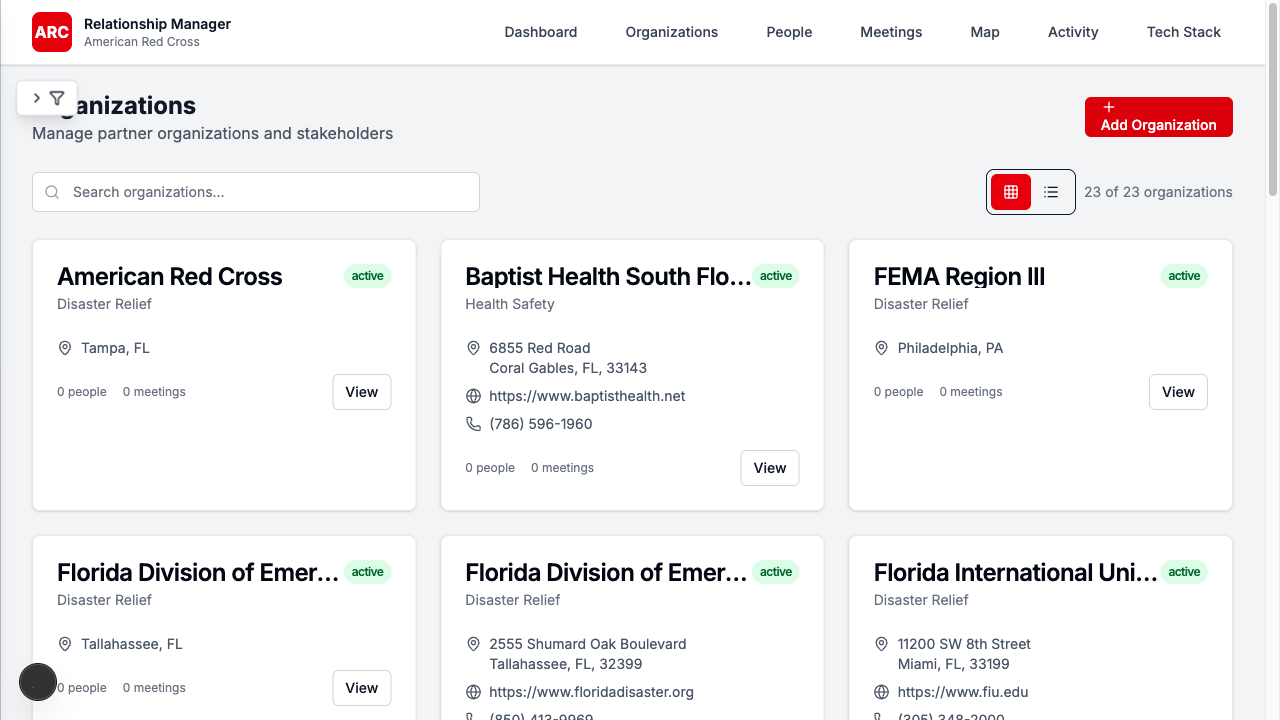 ARC
Relationship Manager
American Red Cross
Dashboard
Organizations
People
Meetings
Map
Activity
Tech Stack
ganizations
Manage partner organizations and stakeholders
Add Organization
Search organizations...
23 of 23 organizations
American Red Cross
active
Disaster Relief
Tampa, FL
0 people
0 meetings
View
Baptist Health South Flo...
active
Health Safety
6855 Red Road
Coral Gables, FL, 33143
https://www.baptisthealth.net
(786) 596-1960
0 people
0 meetings
View
FEMA Region III
active
Disaster Relief
Philadelphia, PA
0 people
0 meetings
View
Florida Division of Emer...
active
Disaster Relief
Tallahassee, FL
0 people
0 meetings
View
Florida Division of Emer...
active
Disaster Relief
2555 Shumard Oak Boulevard
Tallahassee, FL, 32399
https://www.floridadisaster.org
(850) 413-9969
Florida International Uni...
active
Disaster Relief
11200 SW 8th Street
Miami, FL, 33199
https://www.fiu.edu
(305) 348-2000